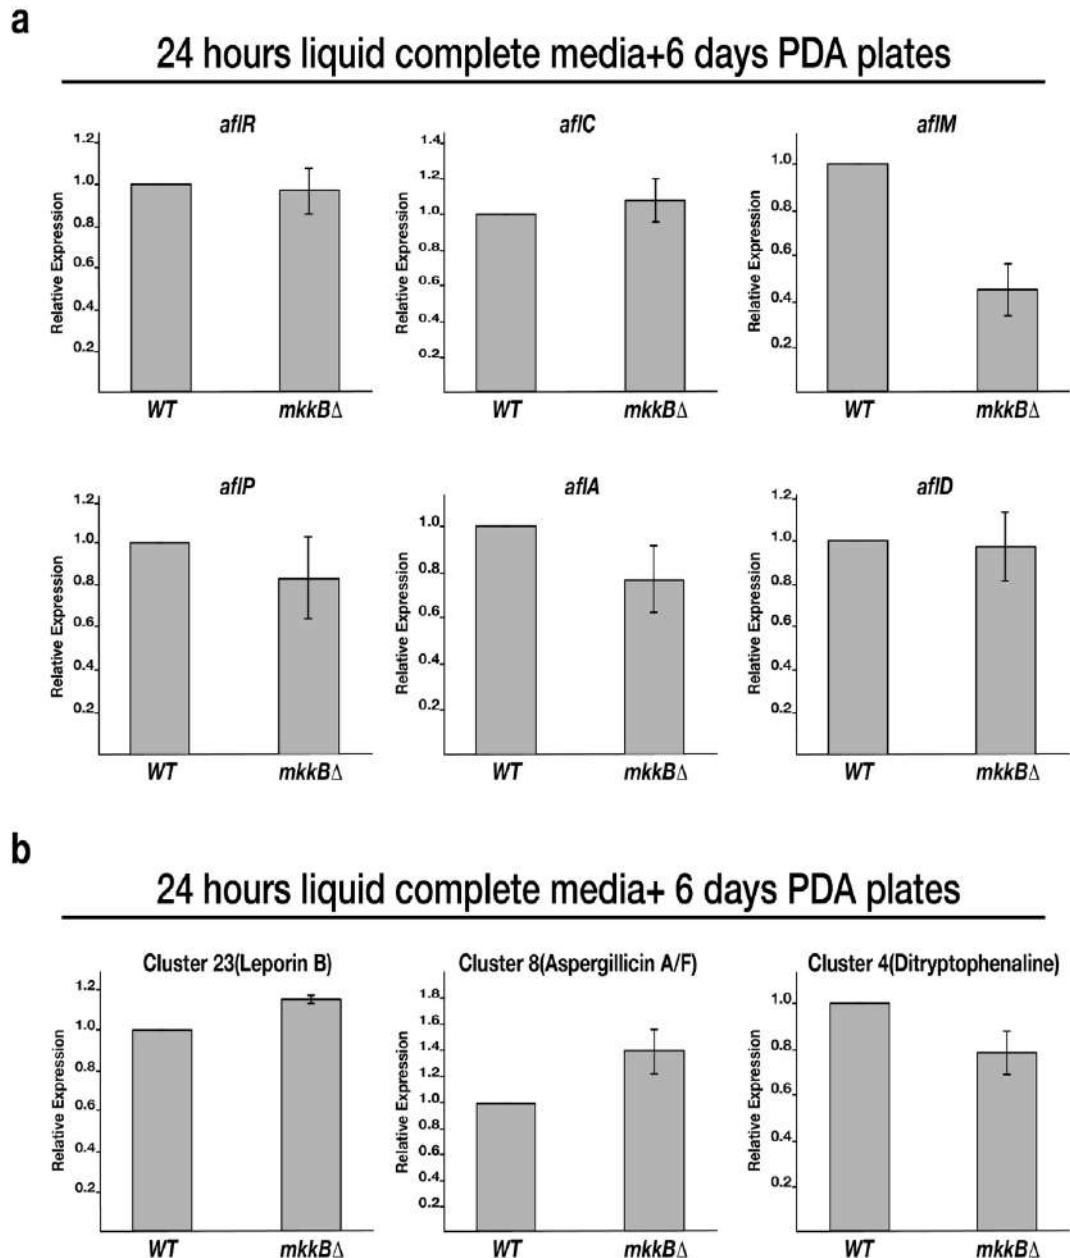 a
24 hours liquid complete media+6 days PDA plates
aflR
aflC
aflM
Relative Expression
1.2
1.0
0.8
0.6
0.4
0.2
WT
mkkBΔ
Relative Expression
1.4
1.2
1.0
0.8
0.6
0.4
0.2
WT
mkkBΔ
Relative Expression
1.0
0.8
0.6
0.4
0.2
WT
mkkBΔ
aflP
aflA
aflD
Relative Expression
1.2
1.0
0.8
0.6
0.4
0.2
WT
mkkBΔ
Relative Expression
1.0
0.8
0.6
0.4
0.2
WT
mkkBΔ
Relative Expression
1.2
1.0
0.8
0.6
0.4
0.2
WT
mkkBΔ
b
24 hours liquid complete media+ 6 days PDA plates
Cluster 23(Leporin B)
Cluster 8(Aspergillicin A/F)
Cluster 4(Ditryptophenaline)
Relative Expression
1.2
1.0
0.8
0.6
0.4
0.2
WT
mkkBΔ
Relative Expression
1.8
1.6
1.4
1.0
0.8
0.6
0.4
0.2
WT
mkkBΔ
Relative Expression
1.0
0.8
0.6
0.4
0.2
WT
mkkBΔ